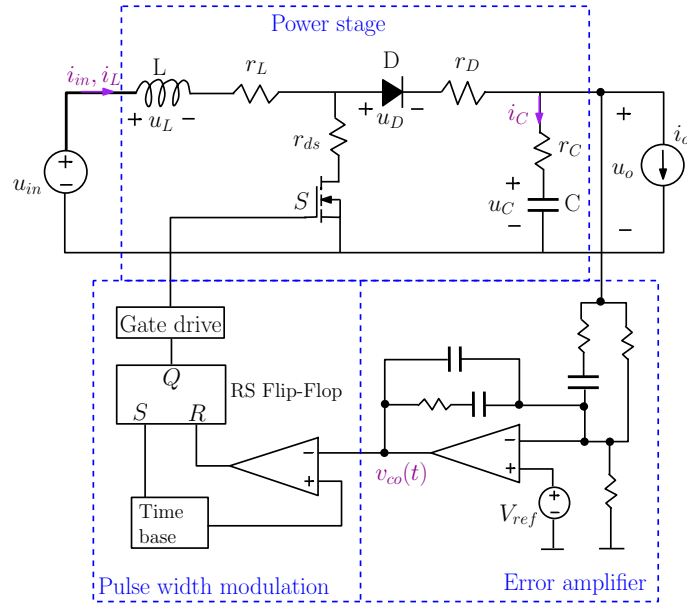 Power stage
i_in, i_L
L
r_L
D
r_D
+ u_L −
+ u_D −
i_C
+
i_o
r_ds
r_C
u_o
+
−
u_in
S
+
u_C
C
−
−
Gate drive
Q
RS Flip-Flop
S
R
−
+
v_co(t)
−
+
V_ref
+
−
Time
base
Pulse width modulation
Error amplifier